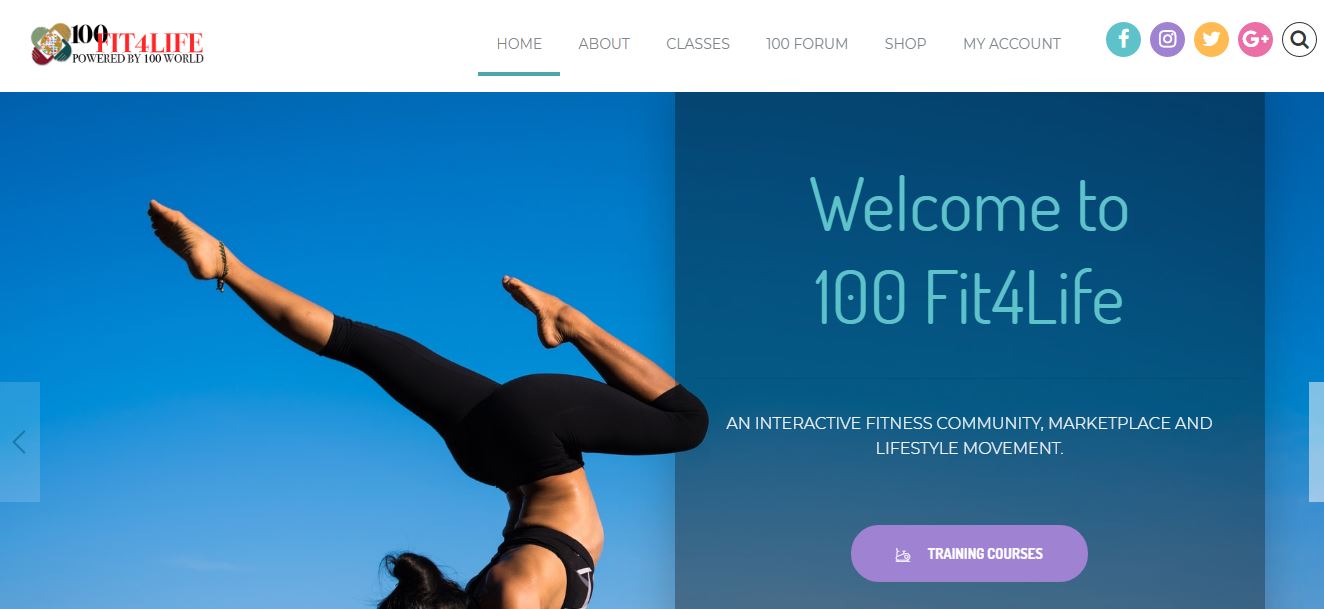 100
FIT4LIFE
POWERED BY 100 WORLD
HOME ABOUT CLASSES 100 FORUM SHOP MY ACCOUNT
Welcome to
100 Fit4Life
AN INTERACTIVE FITNESS COMMUNITY, MARKETPLACE AND
LIFESTYLE MOVEMENT.
TRAINING COURSES